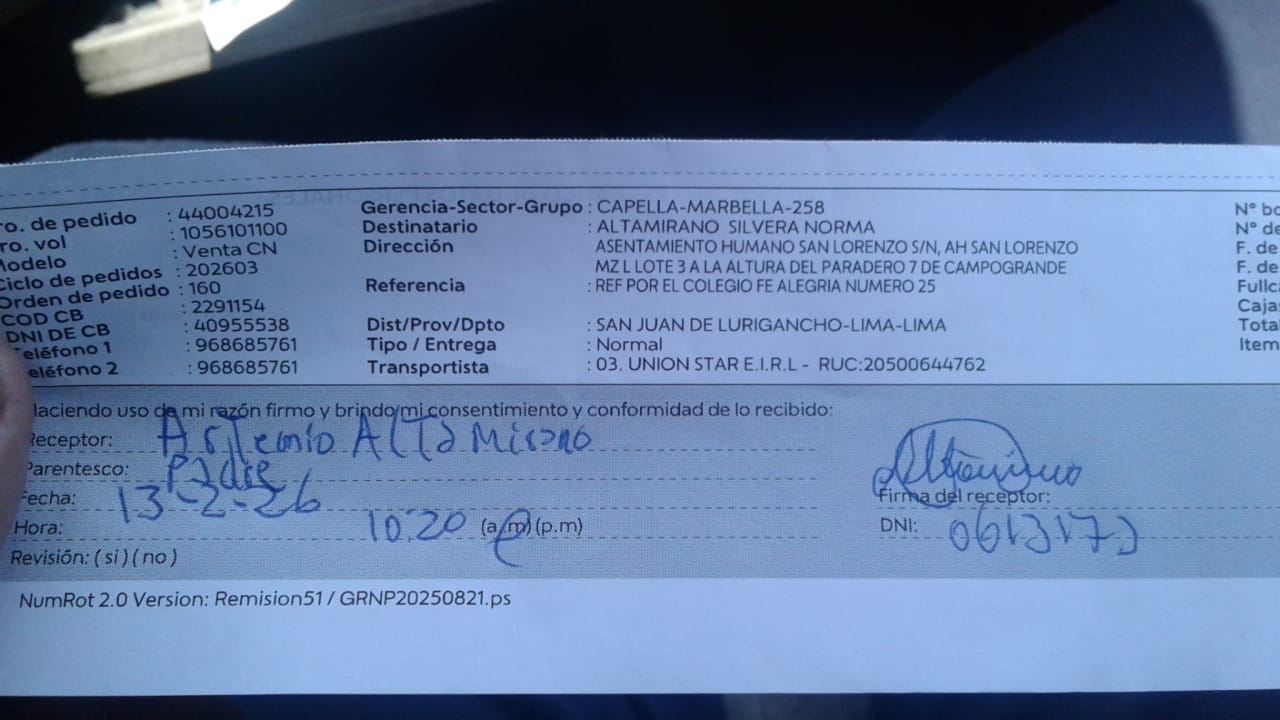 ro. de pedido : 44004215
ro. vol : 1056101100
Modelo : Venta CN
Ciclo de pedidos : 202603
Orden de pedido : 160
COD CB : 2291154
DNI DE CB : 40955538
Teléfono 1 : 968685761
eléfono 2 : 968685761
Gerencia-Sector-Grupo : CAPELLA-MARBELLA-258
Destinatario : ALTAMIRANO SILVERA NORMA
Dirección ASENTAMIENTO HUMANO SAN LORENZO S/N, AH SAN LORENZO
MZ L LOTE 3 A LA ALTURA DEL PARADERO 7 DE CAMPOGRANDE
Referencia : REF POR EL COLEGIO FE ALEGRIA NUMERO 25
Dist/Prov/Dpto : SAN JUAN DE LURIGANCHO-LIMA-LIMA
Tipo / Entrega : Normal
Transportista : 03. UNION STAR E.I.R.L - RUC:20500644762
N° bo
N° de
F. de
F. de
Fullc
Caja
Tota
Item
Haciendo uso de mi razón firmo y brindo mi consentimiento y conformidad de lo recibido:
Receptor: Artemio Altamirano
Parentesco: Padre
Fecha: 13-2-26
Hora: 10:20 (a.m) (p.m)
Revisión: ( si ) ( no )
Altamirano
Firma del receptor:
DNI:
NumRot 2.0 Version: Remision51 / GRNP20250821.ps